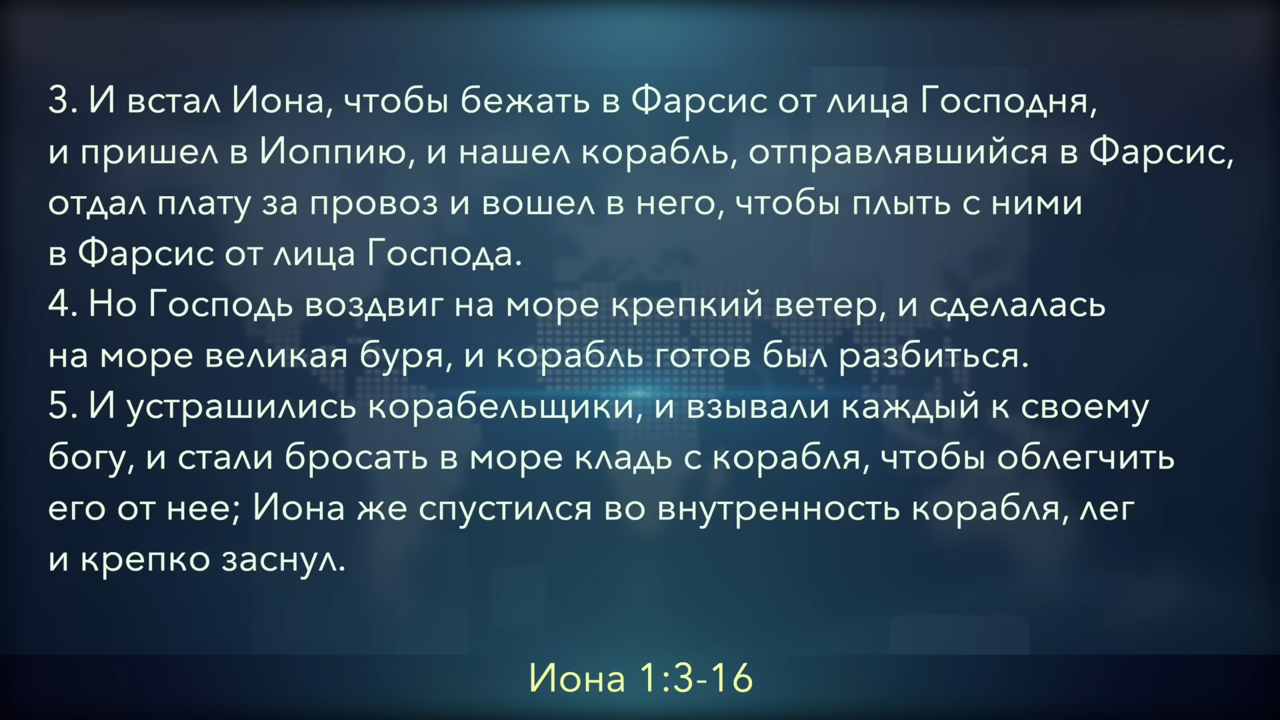 3. И встал Иона, чтобы бежать в Фарсис от лица Господня,
и пришел в Иоппию, и нашел корабль, отправлявшийся в Фарсис,
отдал плату за провоз и вошел в него, чтобы плыть с ними
в Фарсис от лица Господа.
4. Но Господь воздвиг на море крепкий ветер, и сделалась
на море великая буря, и корабль готов был разбиться.
5. И устрашились корабельщики, и взывали каждый к своему
богу, и стали бросать в море кладь с корабля, чтобы облегчить
его от нее; Иона же спустился во внутренность корабля, лег
и крепко заснул.
Иона 1:3-16